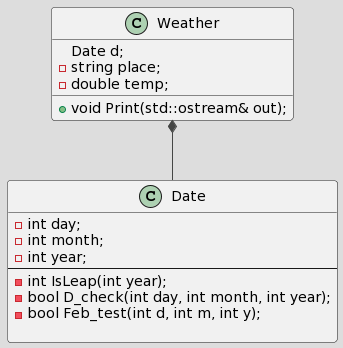 C Weather
Date d;
string place;
double temp;
void Print(std::ostream& out);
C Date
int day;
int month;
int year;
int IsLeap(int year);
bool D_check(int day, int month, int year);
bool Feb_test(int d, int m, int y);